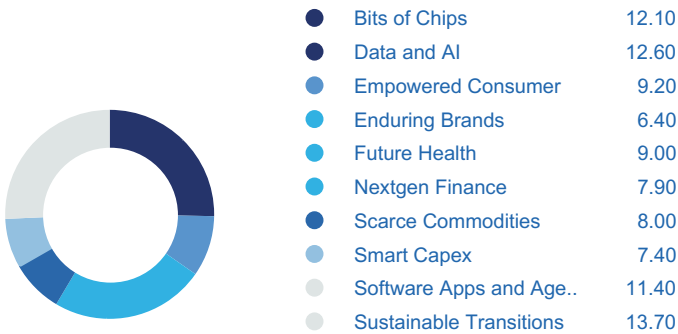 Bits of Chips 12.10
Data and AI 12.60
Empowered Consumer 9.20
Enduring Brands 6.40
Future Health 9.00
Nextgen Finance 7.90
Scarce Commodities 8.00
Smart Capex 7.40
Software Apps and Age.. 11.40
Sustainable Transitions 13.70